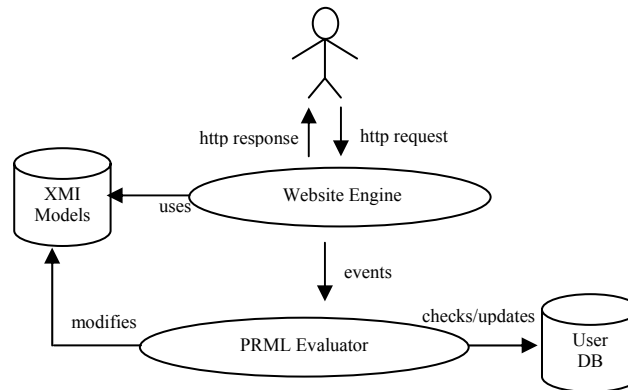 http response
http request
XMI
Models
uses
Website Engine
events
modifies
checks/updates
PRML Evaluator
User
DB